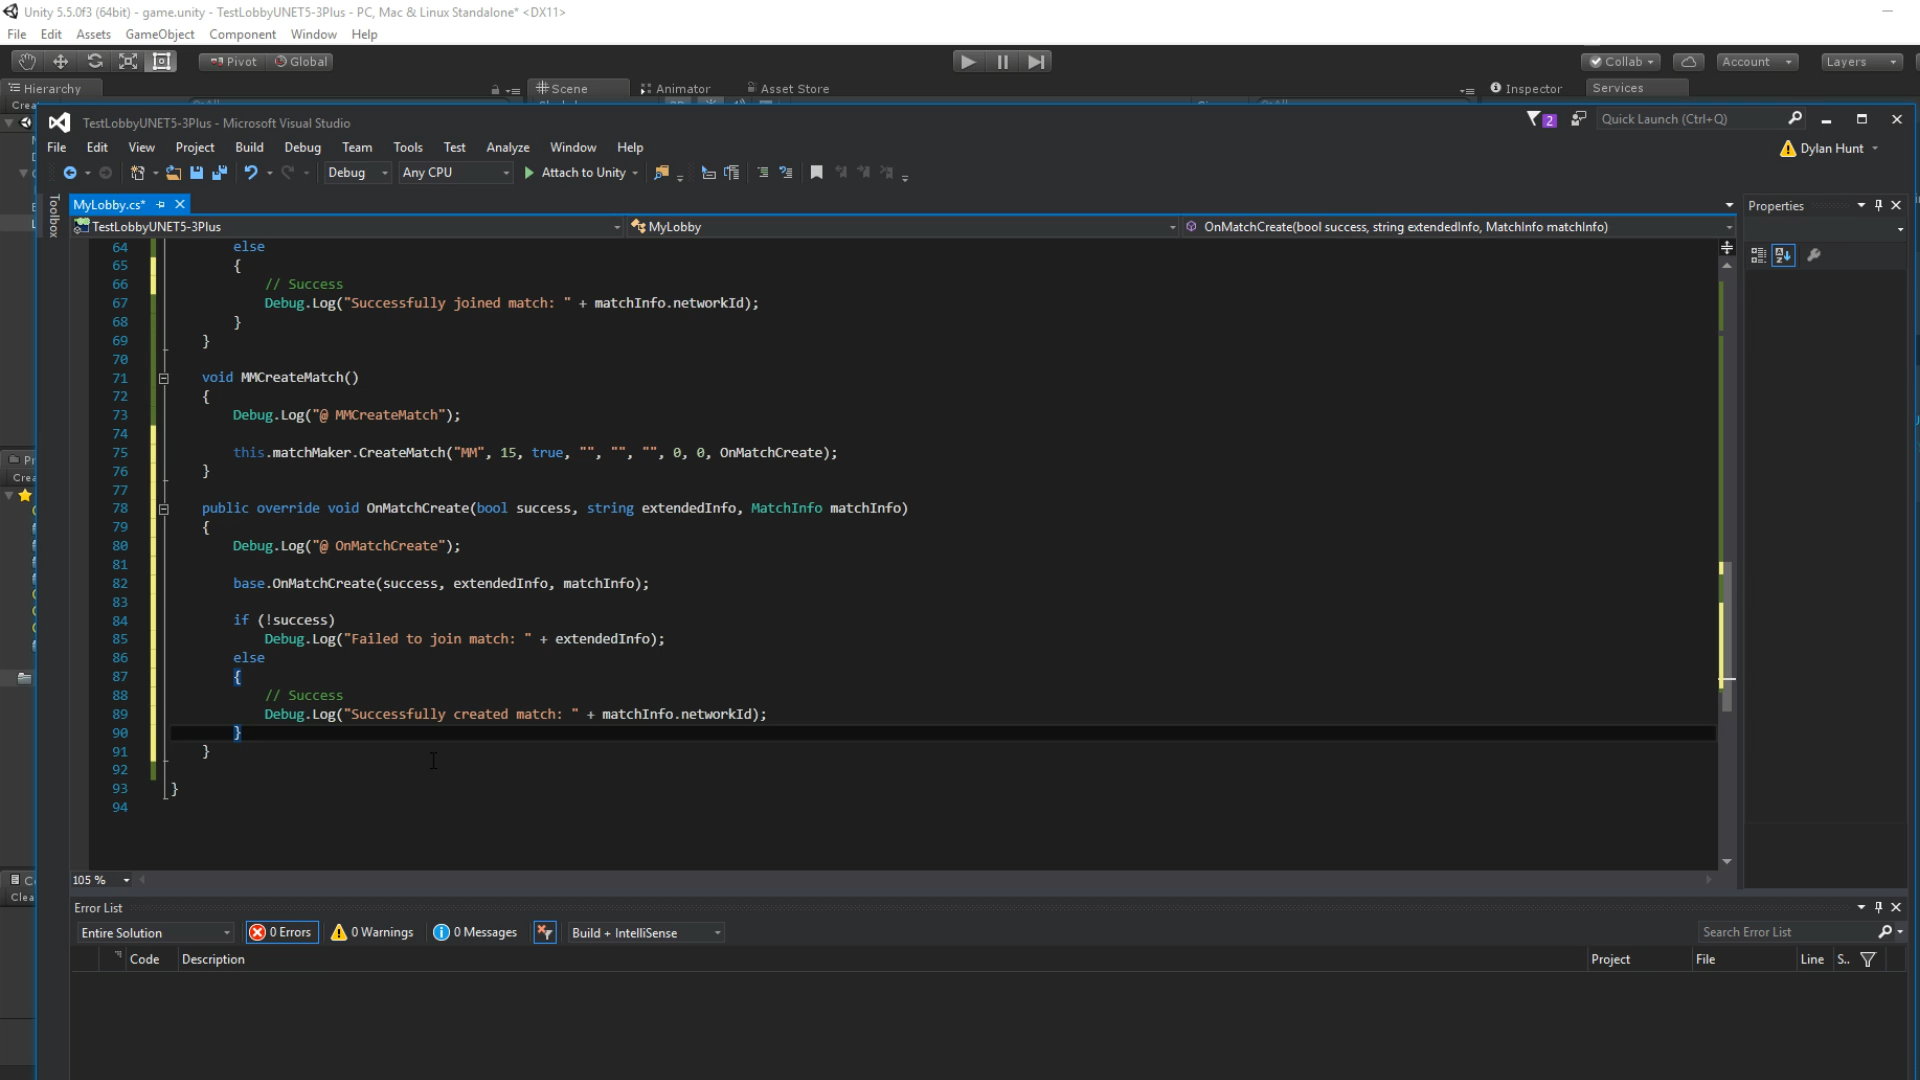 Unity 5.5.0f3 (64bit) - game.unity - TestLobbyUNET5-3Plus - PC, Mac & Linux Standalone* <DX11>
File Edit Assets GameObject Component Window Help
Pivot Global Collab Account Layers
Hierarchy Scene Animator Asset Store Inspector Services
Crea
TestLobbyUNET5-3Plus - Microsoft Visual Studio 2 Quick Launch (Ctrl+Q)
File Edit View Project Build Debug Team Tools Test Analyze Window Help Dylan Hunt
Debug Any CPU Attach to Unity
Toolbox
MyLobby.cs* Properties
TestLobbyUNET5-3Plus MyLobby OnMatchCreate(bool success, string extendedInfo, MatchInfo matchInfo)
64 else
65 {
66 // Success
67 Debug.Log("Successfully joined match: " + matchInfo.networkId);
68 }
69 }
70
71 void MMCreateMatch()
72 {
73 Debug.Log("@ MMCreateMatch");
74
75 this.matchMaker.CreateMatch("MM", 15, true, "", "", "", 0, 0, OnMatchCreate);
76 }
77
78 public override void OnMatchCreate(bool success, string extendedInfo, MatchInfo matchInfo)
79 {
80 Debug.Log("@ OnMatchCreate");
81
82 base.OnMatchCreate(success, extendedInfo, matchInfo);
83
84 if (!success)
85 Debug.Log("Failed to join match: " + extendedInfo);
86 else
87 {
88 // Success
89 Debug.Log("Successfully created match: " + matchInfo.networkId);
90 }
91 }
92
93 }
94
Pr
Crea
C
Clea
105 %
Error List
Entire Solution 0 Errors 0 Warnings 0 Messages Build + IntelliSense Search Error List
Code Description Project File Line S..